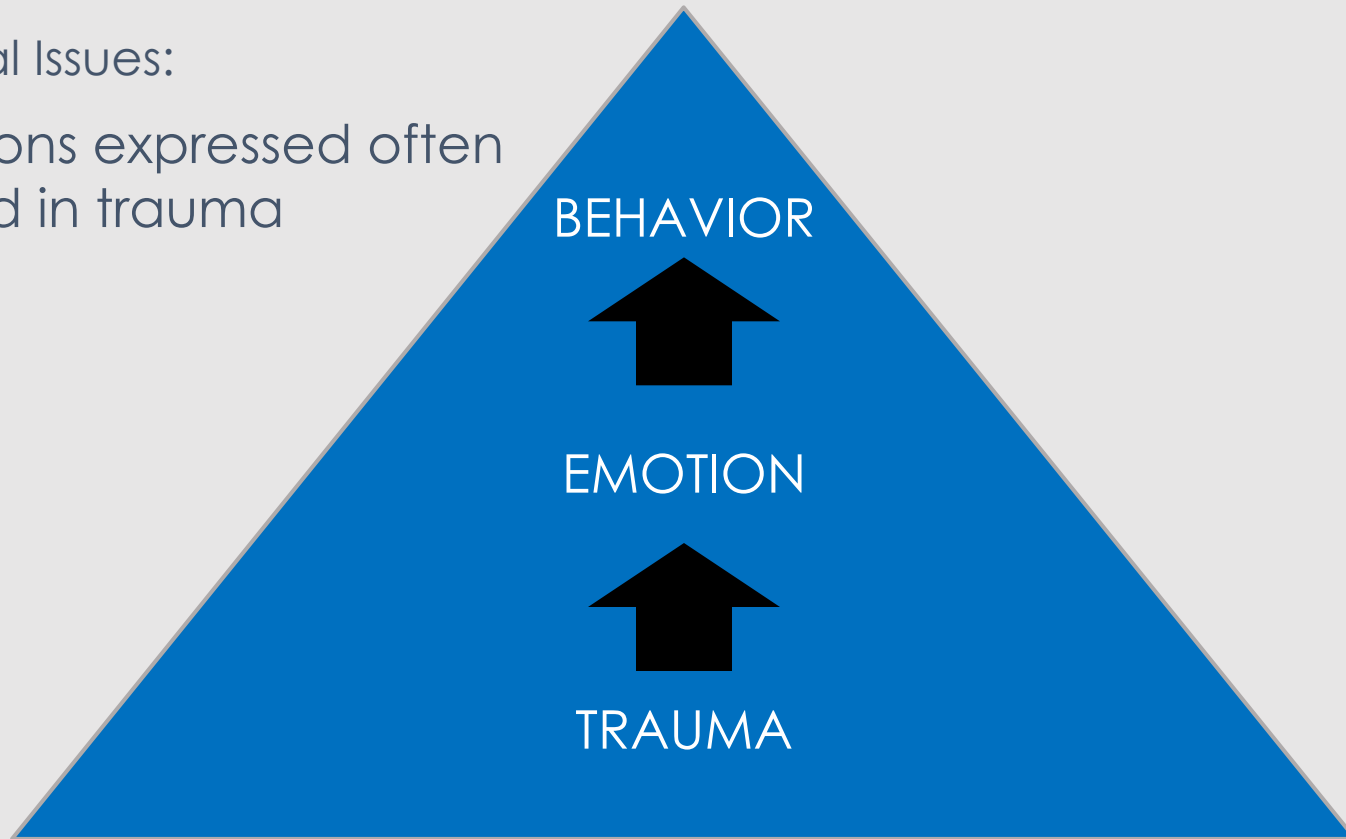 al Issues:
ons expressed often
d in trauma
BEHAVIOR
EMOTION
TRAUMA